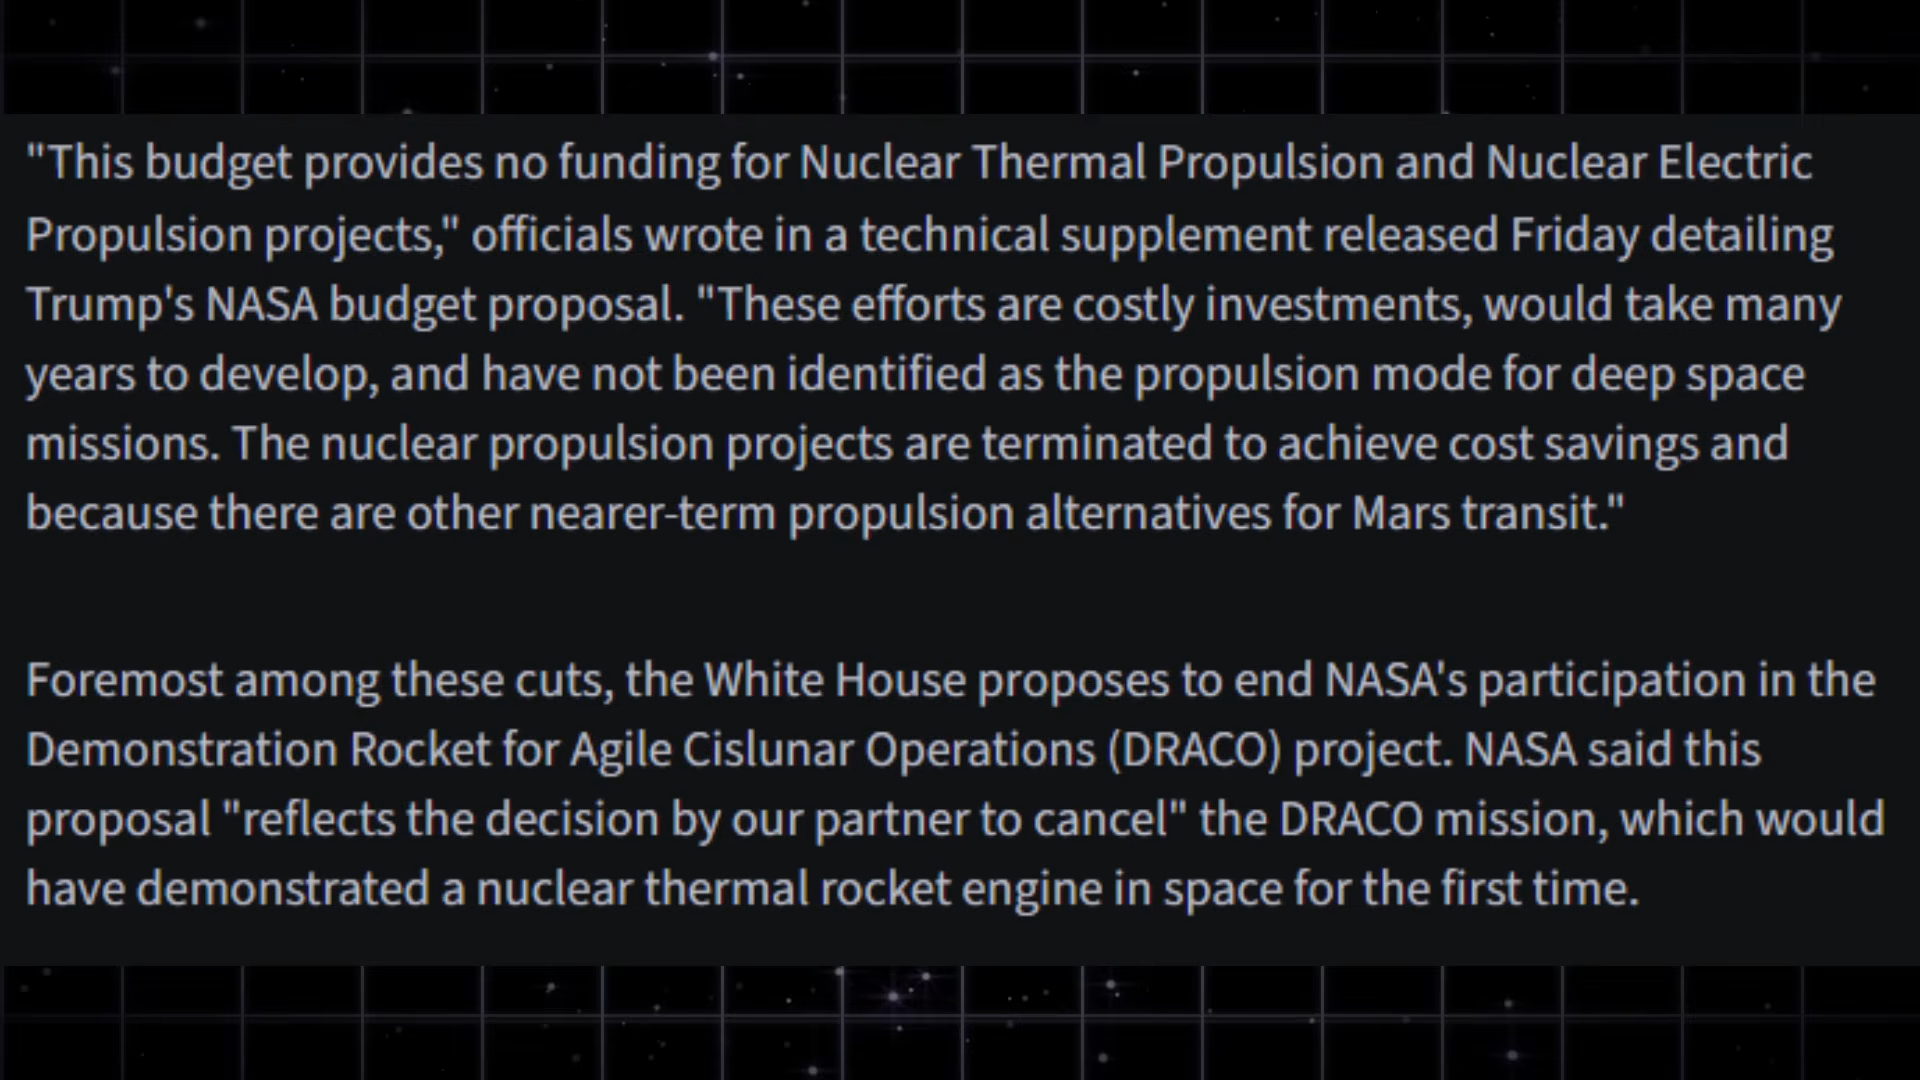 "This budget provides no funding for Nuclear Thermal Propulsion and Nuclear Electric
Propulsion projects," officials wrote in a technical supplement released Friday detailing
Trump's NASA budget proposal. "These efforts are costly investments, would take many
years to develop, and have not been identified as the propulsion mode for deep space
missions. The nuclear propulsion projects are terminated to achieve cost savings and
because there are other nearer-term propulsion alternatives for Mars transit."
Foremost among these cuts, the White House proposes to end NASA's participation in the
Demonstration Rocket for Agile Cislunar Operations (DRACO) project. NASA said this
proposal "reflects the decision by our partner to cancel" the DRACO mission, which would
have demonstrated a nuclear thermal rocket engine in space for the first time.